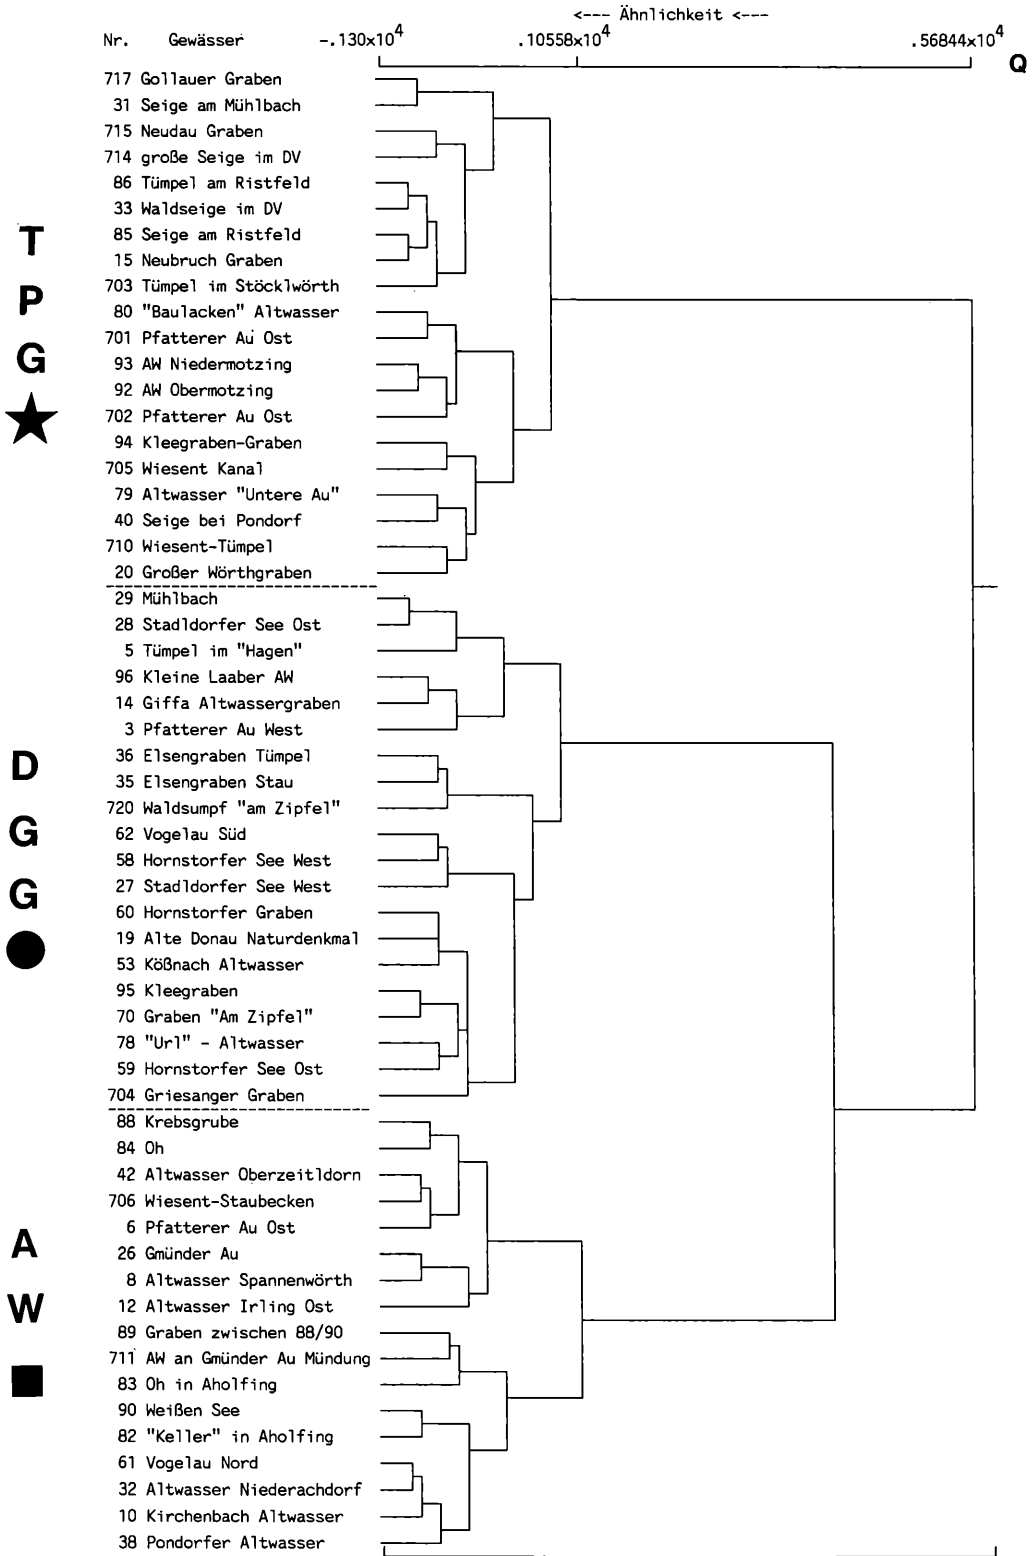 <--- Ähnlichkeit <---
Nr. Gewässer -.130x10⁴ .10558x10⁴ .56844x10⁴
Q
717 Gollauer Graben
31 Seige am Mühlbach
715 Neudau Graben
714 große Seige im DV
86 Tümpel am Ristfeld
33 Waldseige im DV
85 Seige am Ristfeld
15 Neubruch Graben
703 Tümpel im Stöcklwörth
80 "Baulacken" Altwasser
701 Pfatterer Au Ost
93 AW Niedermotzing
92 AW Obermotzing
702 Pfatterer Au Ost
94 Kleegraben-Graben
705 Wiesent Kanal
79 Altwasser "Untere Au"
40 Seige bei Pondorf
710 Wiesent-Tümpel
20 Großer Wörthgraben
T
P
G
29 Mühlbach
28 Stadldorfer See Ost
5 Tümpel im "Hagen"
96 Kleine Laaber AW
14 Giffa Altwassergraben
3 Pfatterer Au West
36 Elsengraben Tümpel
35 Elsengraben Stau
720 Waldsumpf "am Zipfel"
62 Vogelau Süd
58 Hornstorfer See West
27 Stadldorfer See West
60 Hornstorfer Graben
19 Alte Donau Naturdenkmal
53 Kößnach Altwasser
95 Kleegraben
70 Graben "Am Zipfel"
78 "Url" - Altwasser
59 Hornstorfer See Ost
704 Griesanger Graben
D
G
G
88 Krebsgrube
84 Oh
42 Altwasser Oberzeitldorn
706 Wiesent-Staubecken
6 Pfatterer Au Ost
26 Gmünder Au
8 Altwasser Spannenwörth
12 Altwasser Irling Ost
89 Graben zwischen 88/90
711 AW an Gmünder Au Mündung
83 Oh in Aholfing
90 Weißen See
82 "Keller" in Aholfing
61 Vogelau Nord
32 Altwasser Niederachdorf
10 Kirchenbach Altwasser
38 Pondorfer Altwasser
A
W